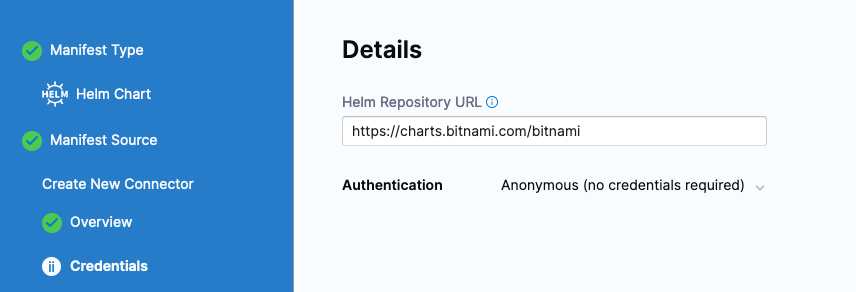 Manifest Type
HELM Helm Chart
Manifest Source
Create New Connector
Overview
ii Credentials
Details
Helm Repository URL
https://charts.bitnami.com/bitnami
Authentication Anonymous (no credentials required)